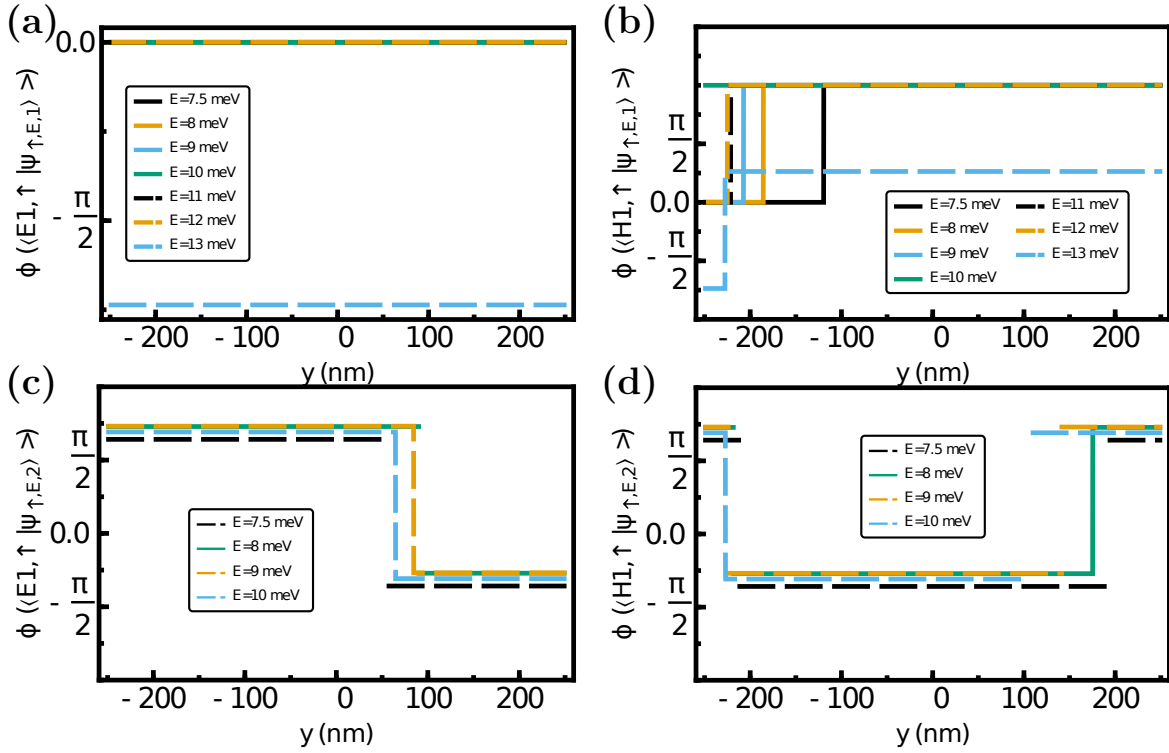 (a)
ϕ (⟨E1, ↑ |ψ↑,E,1⟩ >)
0.0
- π/2
E=7.5 meV
E=8 meV
E=9 meV
E=10 meV
E=11 meV
E=12 meV
E=13 meV
- 200 - 100 0 100 200
y (nm)
(b)
ϕ (⟨H1, ↑ |ψ↑,E,1⟩ >)
π/2
0.0
- π/2
E=7.5 meV
E=8 meV
E=9 meV
E=10 meV
E=11 meV
E=12 meV
E=13 meV
- 200 - 100 0 100 200
y (nm)
(c)
ϕ (⟨E1, ↑ |ψ↑,E,2⟩ >)
π/2
0.0
- π/2
E=7.5 meV
E=8 meV
E=9 meV
E=10 meV
- 200 - 100 0 100 200
y (nm)
(d)
ϕ (⟨H1, ↑ |ψ↑,E,2⟩ >)
π/2
0.0
- π/2
E=7.5 meV
E=8 meV
E=9 meV
E=10 meV
- 200 - 100 0 100 200
y (nm)